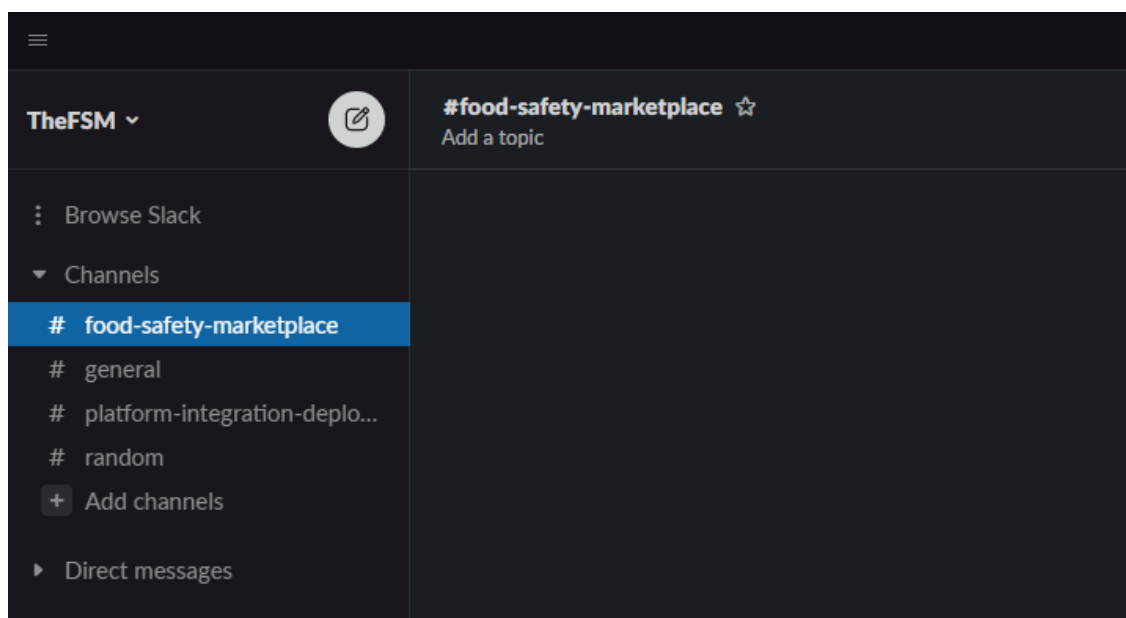 TheFSM
#food-safety-marketplace
Add a topic
Browse Slack
Channels
# food-safety-marketplace
# general
# platform-integration-deplo...
# random
+ Add channels
Direct messages